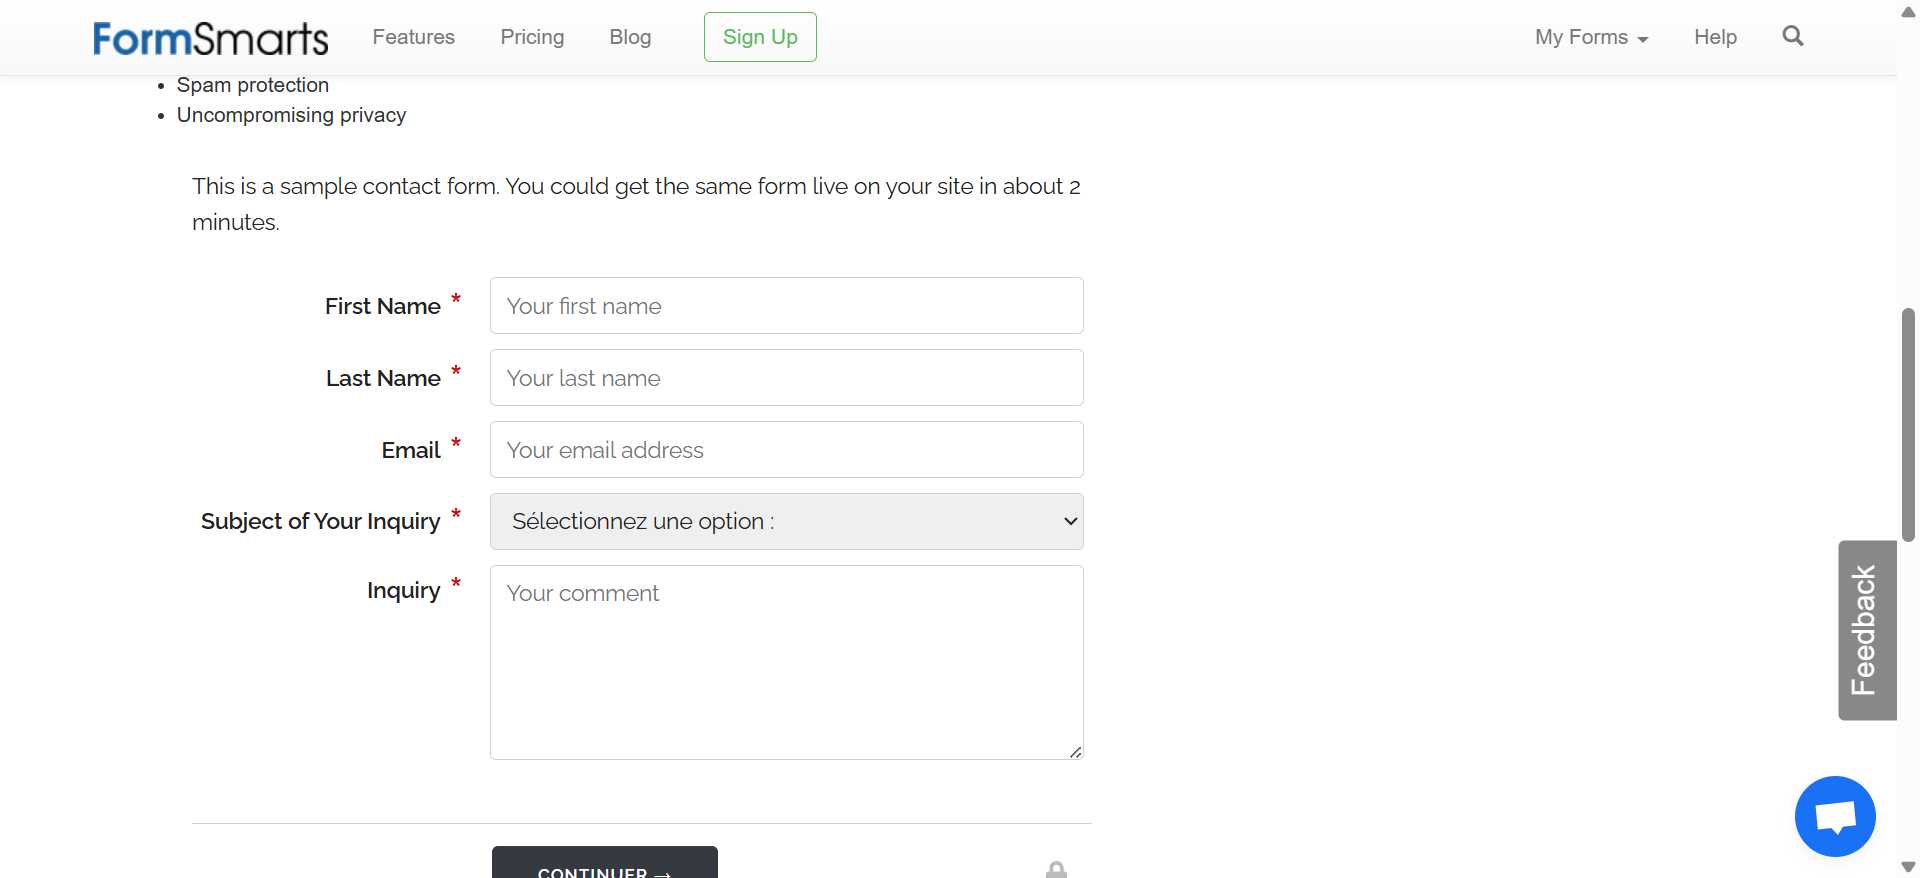 FormSmarts Features Pricing Blog Sign Up My Forms Help
Spam protection
Uncompromising privacy
This is a sample contact form. You could get the same form live on your site in about 2
minutes.
First Name * Your first name
Last Name * Your last name
Email * Your email address
Subject of Your Inquiry * Sélectionnez une option :
Inquiry * Your comment
Feedback
CONTINUER →